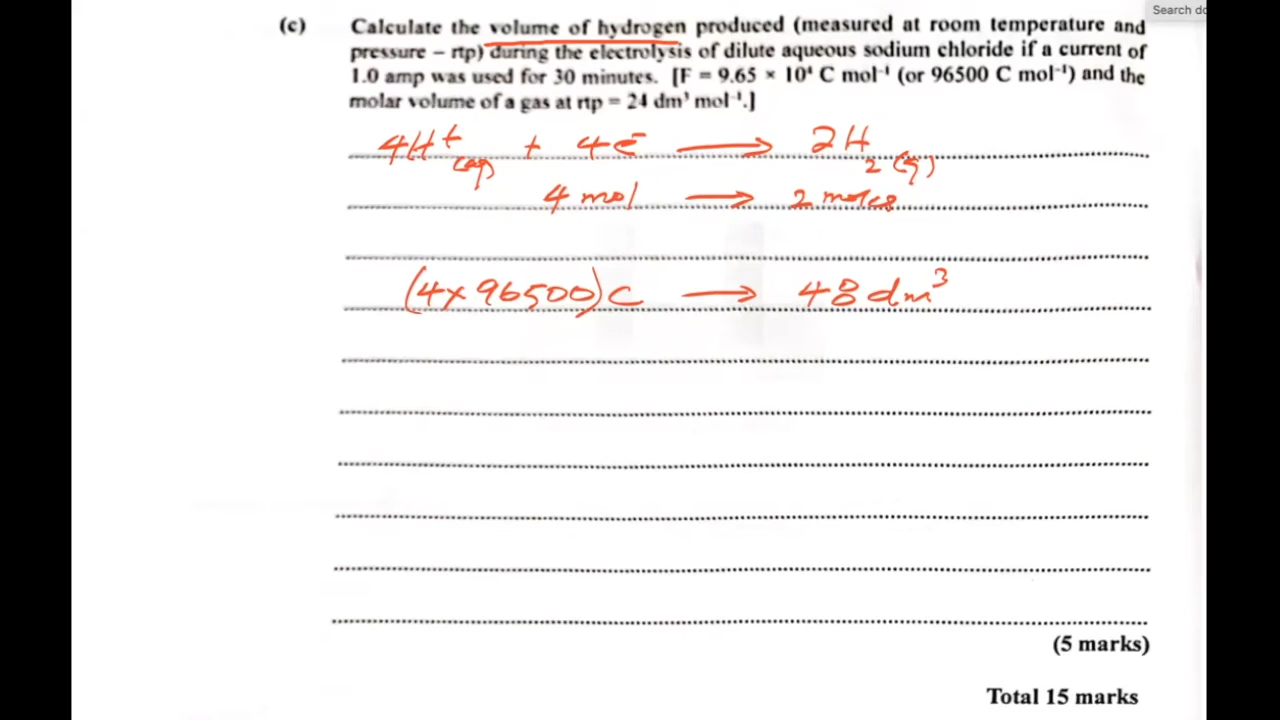 Search do
(c) Calculate the volume of hydrogen produced (measured at room temperature and
pressure – rtp) during the electrolysis of dilute aqueous sodium chloride if a current of
1.0 amp was used for 30 minutes. [F = 9.65 × 10⁴ C mol⁻¹ (or 96500 C mol⁻¹) and the
molar volume of a gas at rtp = 24 dm³ mol⁻¹.]
4H⁺(aq) + 4e⁻ → 2H₂(g)
4 mol → 2 moles
(4×96500)C → 48dm³
(5 marks)
Total 15 marks